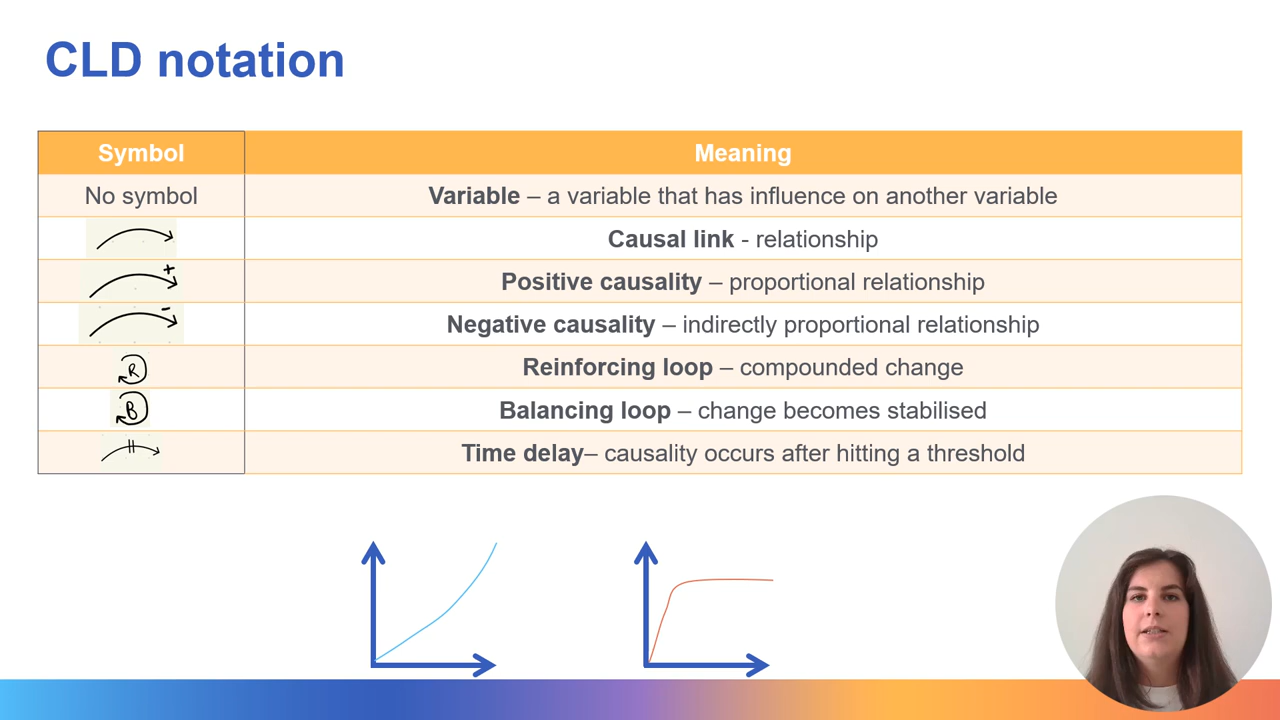 CLD notation
Symbol Meaning
No symbol Variable – a variable that has influence on another variable
Causal link - relationship
+ Positive causality – proportional relationship
- Negative causality – indirectly proportional relationship
R Reinforcing loop – compounded change
B Balancing loop – change becomes stabilised
Time delay– causality occurs after hitting a threshold